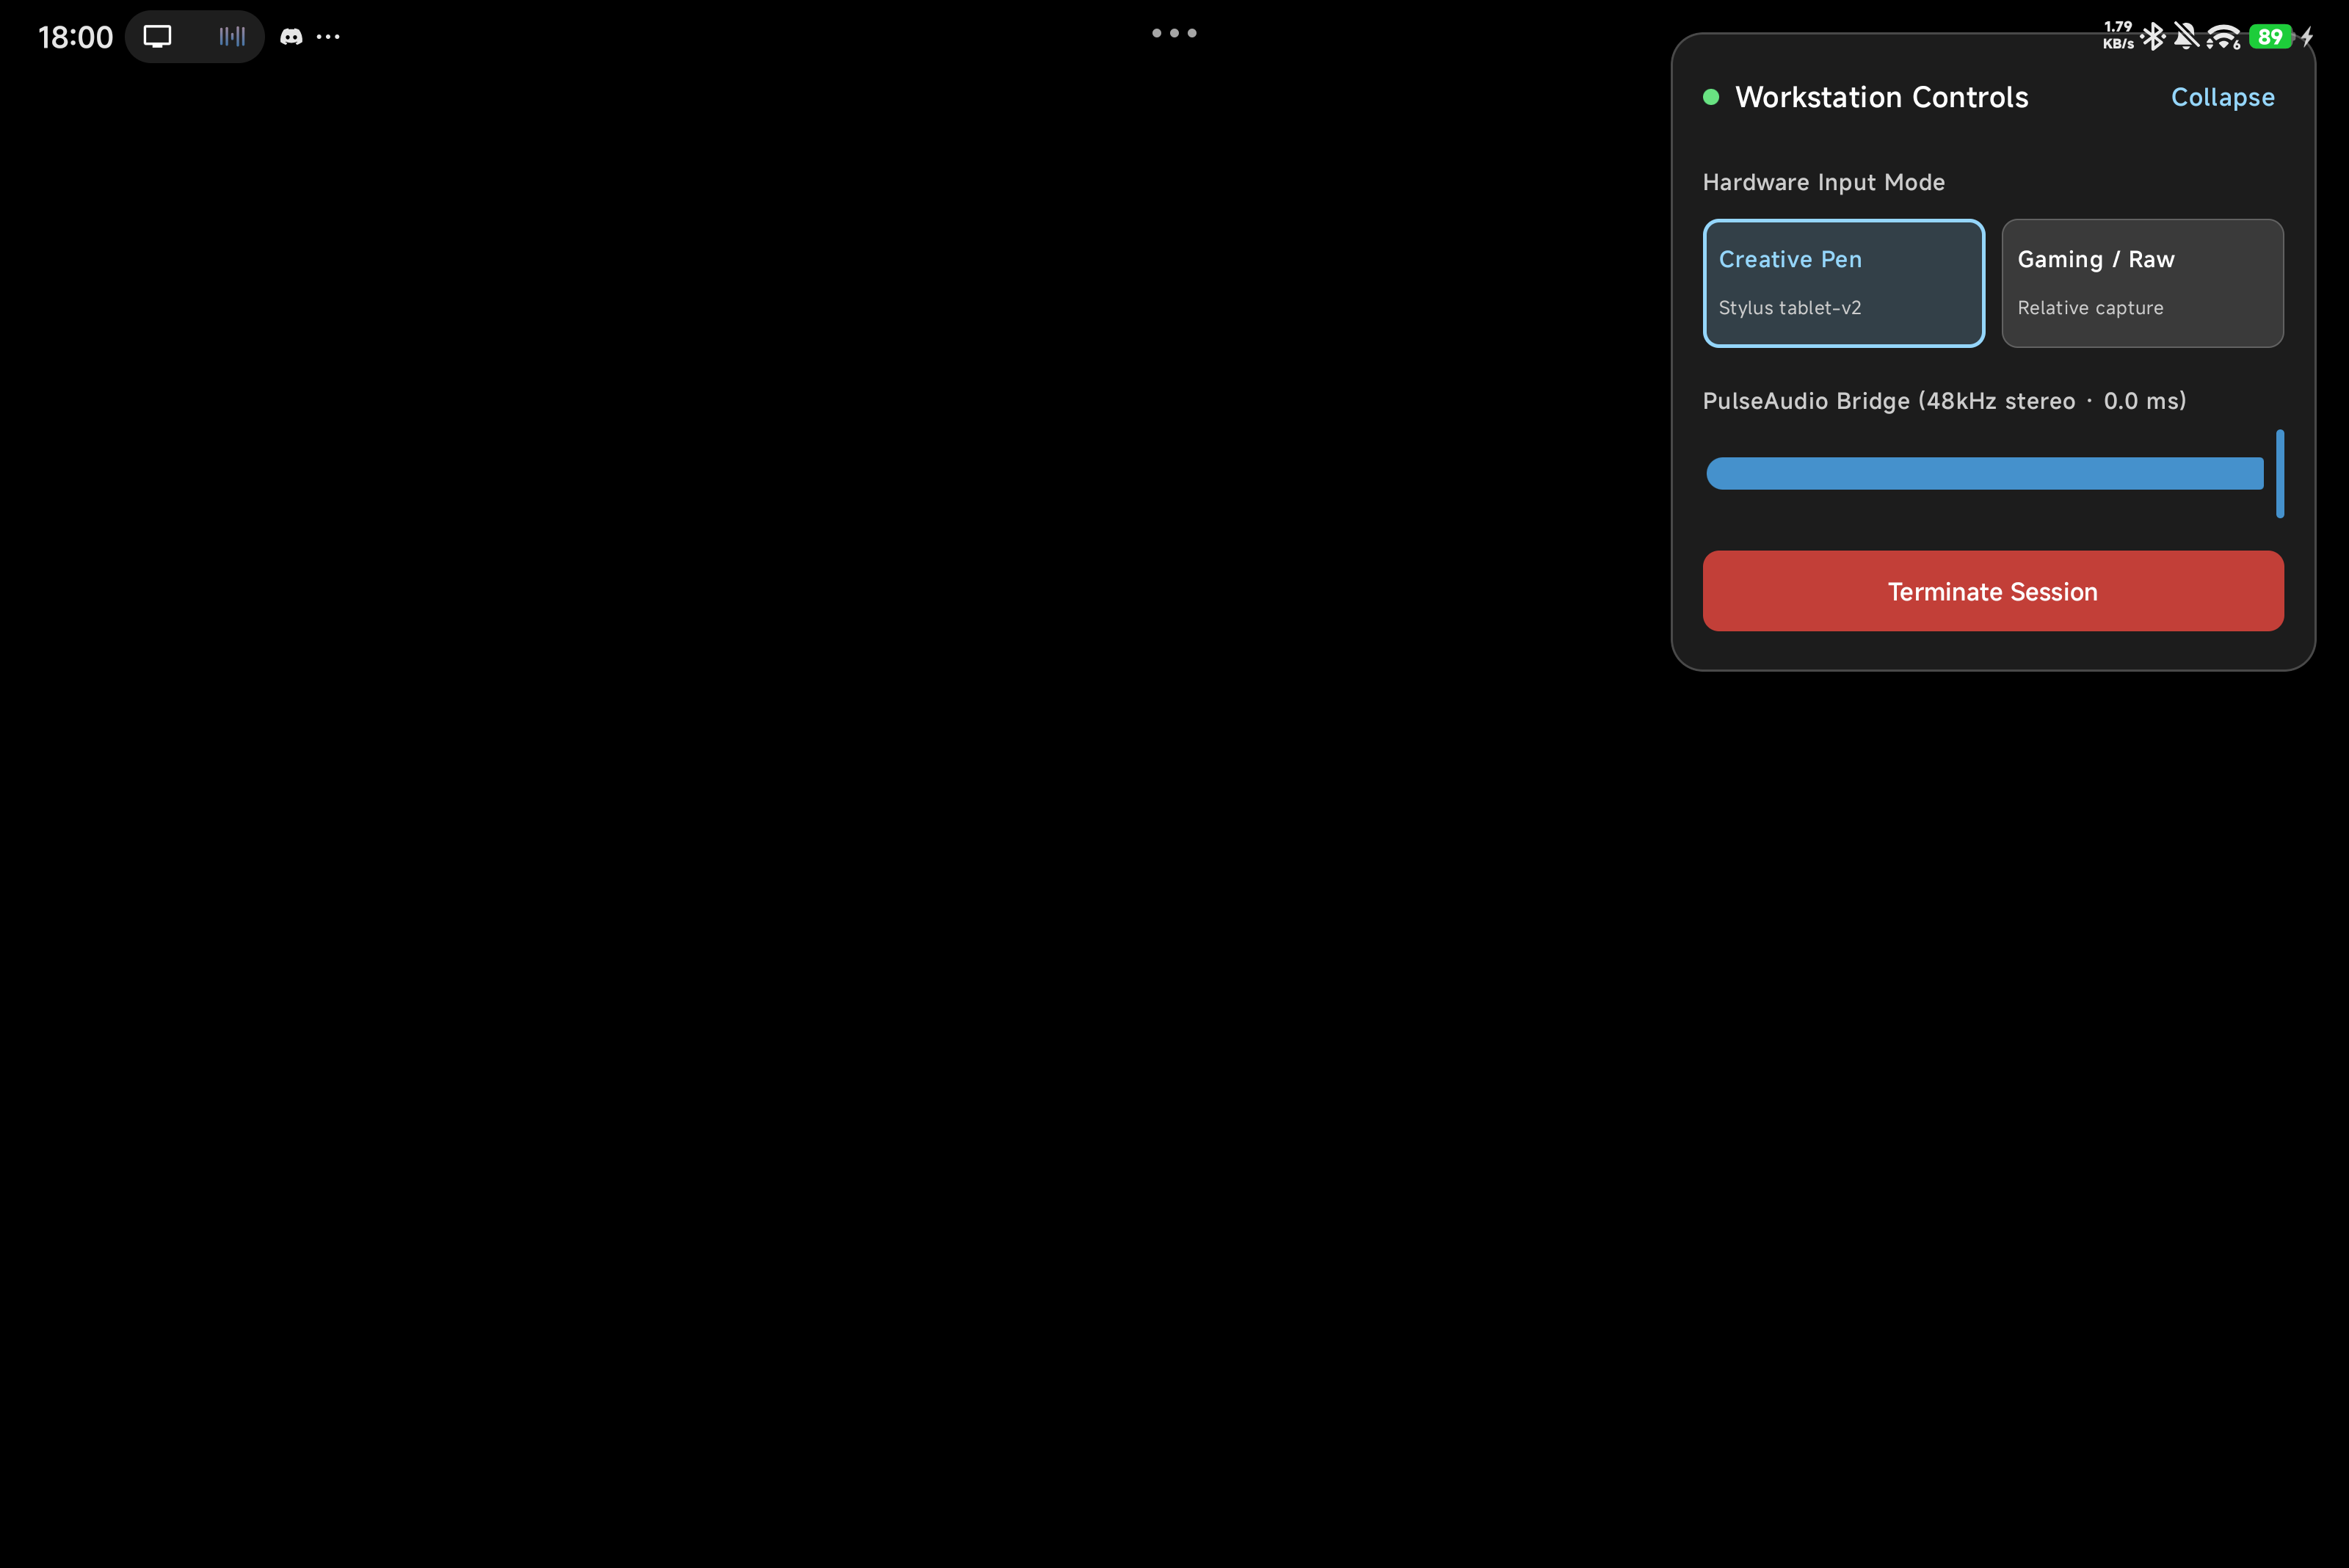 18:00
1.79
KB/s
6
89
Workstation Controls
Collapse
Hardware Input Mode
Creative Pen
Gaming / Raw
Stylus tablet-v2
Relative capture
PulseAudio Bridge (48kHz stereo · 0.0 ms)
Terminate Session